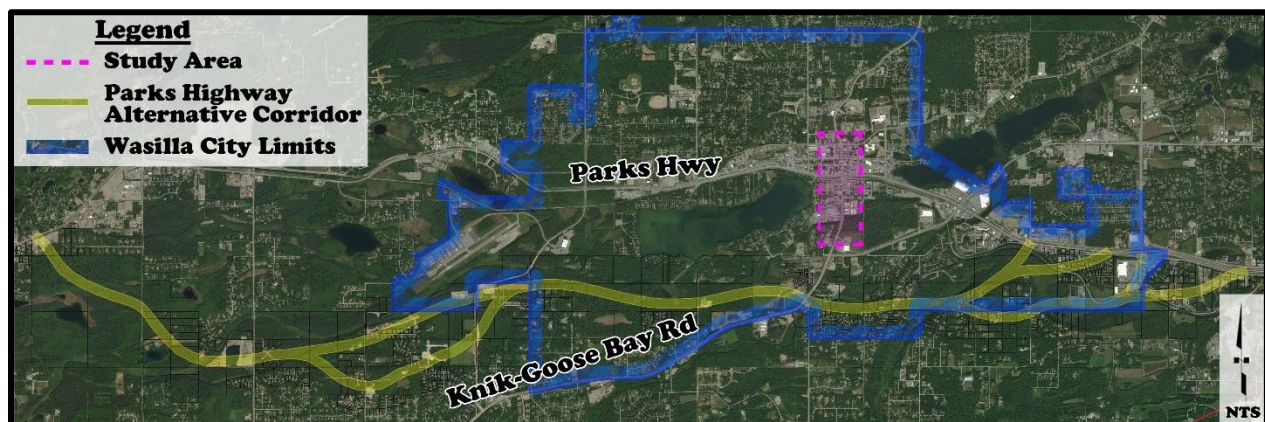 Legend
Study Area
Parks Highway
Alternative Corridor
Wasilla City Limits
Parks Hwy
Knik-Goose Bay Rd
NTS